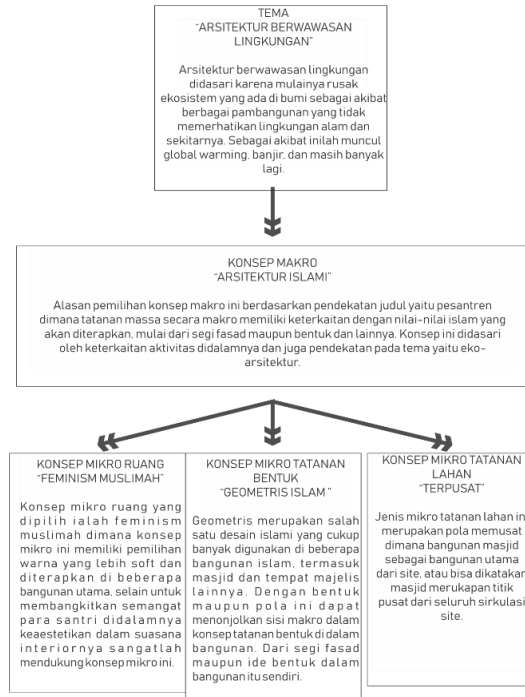 TEMA
"ARSITEKTUR BERWAWASAN
LINGKUNGAN"
Arsitektur berwawasan lingkungan
didasari karena mulainya rusak
ekosistem yang ada di bumi sebagai akibat
berbagai pambangunan yang tidak
memerhatikan lingkungan alam dan
sekitarnya. Sebagai akibat inilah muncul
global warming, banjir, dan masih banyak
lagi.
KONSEP MAKRO
"ARSITEKTUR ISLAMI"
Alasan pemilihan konsep makro ini berdasarkan pendekatan judul yaitu pesantren
dimana tatanan massa secara makro memiliki keterkaitan dengan nilai-nilai islam yang
akan diterapkan, mulai dari segi fasad maupun bentuk dan lainnya. Konsep ini didasari
oleh keterkaitan aktivitas didalamnya dan juga pendekatan pada tema yaitu eko-
arsitektur.
KONSEP MIKRO RUANG
"FEMINISM MUSLIMAH"
Konsep mikro ruang yang
dipilih ialah feminism
muslimah dimana konsep
mikro ini memiliki pemilihan
warna yang lebih soft dan
diterapkan di beberapa
bangunan utama, selain untuk
membangkitkan semangat
para santri didalamnya
keaestetikan dalam suasana
interiornya sangatlah
mendukung konsep mikro ini.
KONSEP MIKRO TATANAN
BENTUK
"GEOMETRIS ISLAM"
Geometris merupakan salah
satu desain islami yang cukup
banyak digunakan di beberapa
bangunan islam, termasuk
masjid dan tempat majelis
lainnya. Dengan bentuk
maupun pola ini dapat
menonjolkan sisi makro dalam
konsep tatanan bentuk di dalam
bangunan. Dari segi fasad
maupun ide bentuk dalam
bangunan itu sendiri.
KONSEP MIKRO TATANAN
LAHAN
"TERPUSAT"
Jenis mikro tatanan lahan in
merupakan pola memusat
dimana bangunan masjid
sebagai bangunan utama
dari site, atau bisa dikatakan
masjid merukapan titik
pusat dari seluruh sirkulasi
site.